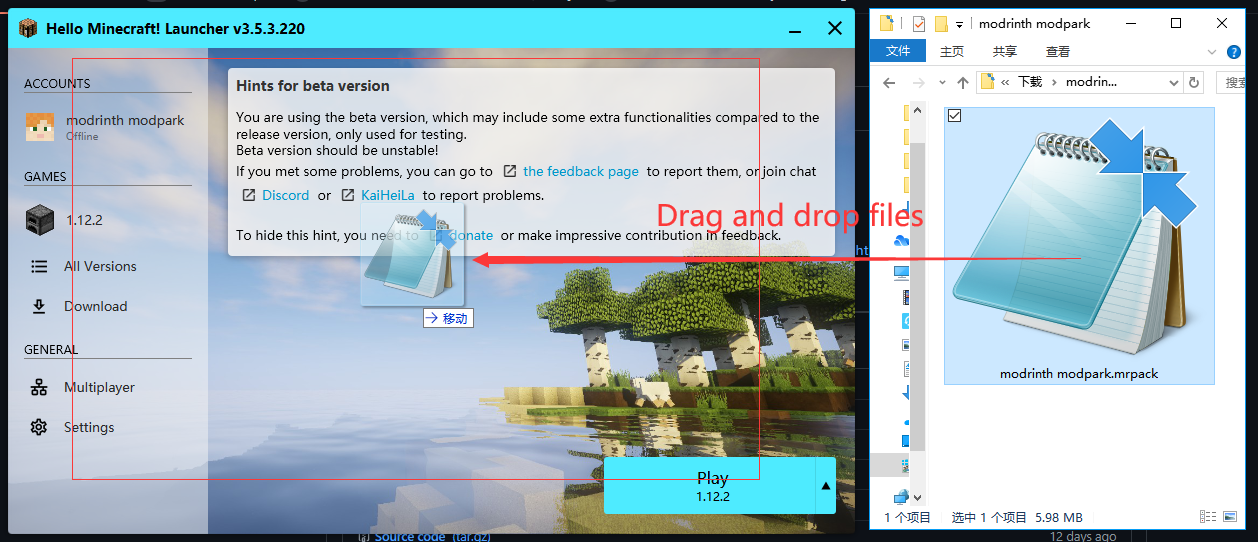 Hello Minecraft! Launcher v3.5.3.220
ACCOUNTS
modrinth modpark
Offline
GAMES
1.12.2
All Versions
Download
GENERAL
Multiplayer
Settings
Hints for beta version
You are using the beta version, which may include some extra functionalities compared to the
release version, only used for testing.
Beta version should be unstable!
If you met some problems, you can go to the feedback page to report them, or join chat
Discord or KaiHeiLa to report problems.
To hide this hint, you need to donate or make impressive contribution in feedback.
移动
Drag and drop files
Play
1.12.2
modrinth modpark
文件 主页 共享 查看
« 下载 › modrin...
搜索
modrinth modpark.mrpack
1 个项目 选中 1 个项目 5.98 MB
ht
Source code (tar.gz)
12 days ago